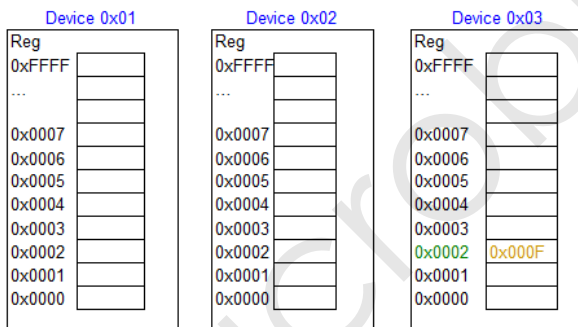 Device 0x01 Device 0x02 Device 0x03
Reg Reg Reg
0xFFFF 0xFFFF 0xFFFF
... ... ...
0x0007 0x0007 0x0007
0x0006 0x0006 0x0006
0x0005 0x0005 0x0005
0x0004 0x0004 0x0004
0x0003 0x0003 0x0003
0x0002 0x0002 0x0002 0x000F
0x0001 0x0001 0x0001
0x0000 0x0000 0x0000